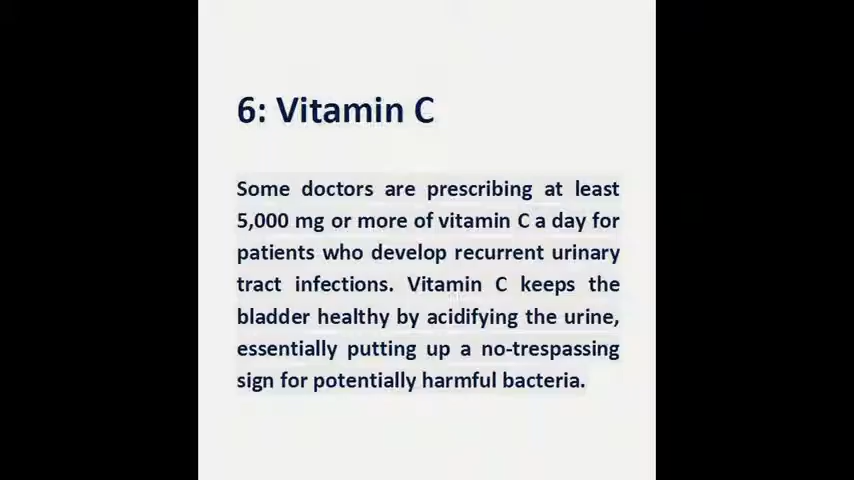 6: Vitamin C
Some doctors are prescribing at least
5,000 mg or more of vitamin C a day for
patients who develop recurrent urinary
tract infections. Vitamin C keeps the
bladder healthy by acidifying the urine,
essentially putting up a no-trespassing
sign for potentially harmful bacteria.